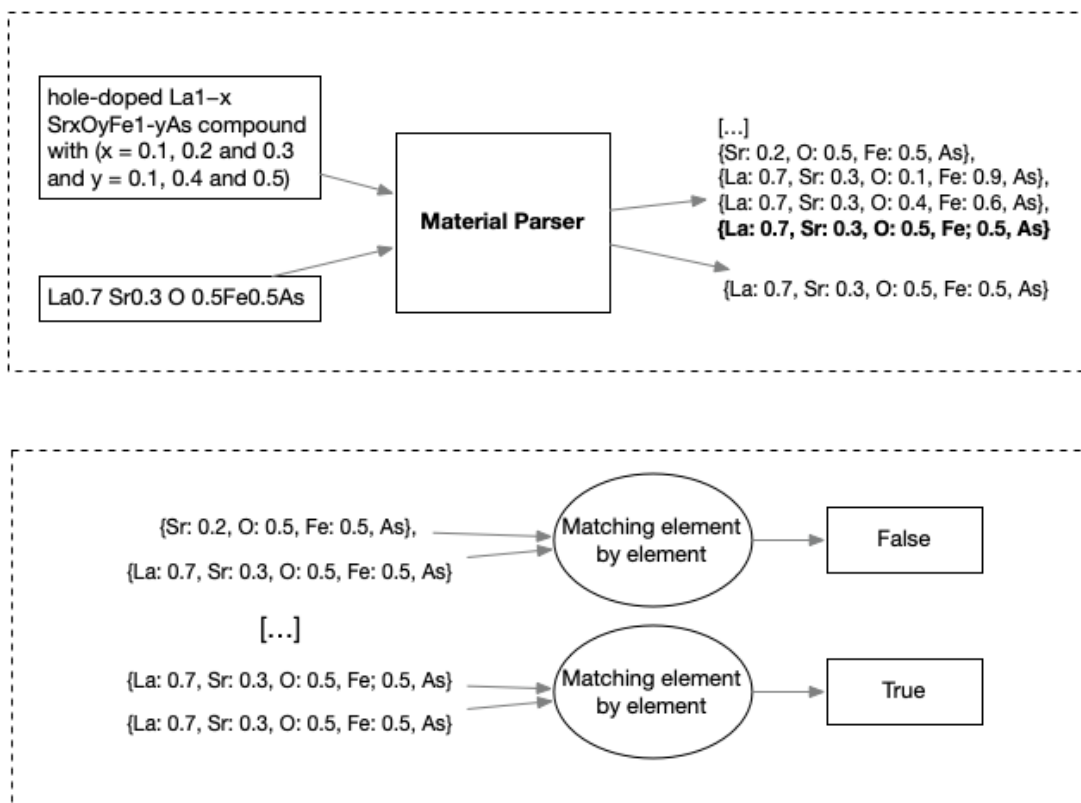 hole-doped La1–x
SrxOyFe1-yAs compound
with (x = 0.1, 0.2 and 0.3
and y = 0.1, 0.4 and 0.5)
La0.7 Sr0.3 O 0.5Fe0.5As
Material Parser
[...]
{Sr: 0.2, O: 0.5, Fe: 0.5, As},
{La: 0.7, Sr: 0.3, O: 0.1, Fe: 0.9, As},
{La: 0.7, Sr: 0.3, O: 0.4, Fe: 0.6, As},
{La: 0.7, Sr: 0.3, O: 0.5, Fe; 0.5, As}
{La: 0.7, Sr: 0.3, O: 0.5, Fe: 0.5, As}
{Sr: 0.2, O: 0.5, Fe: 0.5, As},
{La: 0.7, Sr: 0.3, O: 0.5, Fe: 0.5, As}
Matching element
by element
False
[...]
{La: 0.7, Sr: 0.3, O: 0.5, Fe; 0.5, As}
{La: 0.7, Sr: 0.3, O: 0.5, Fe: 0.5, As}
Matching element
by element
True